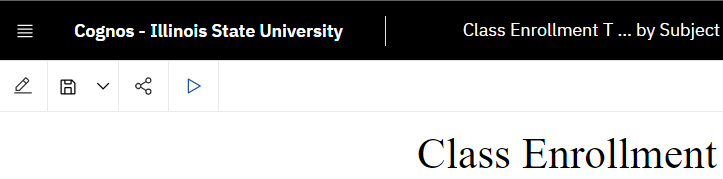 Cognos - Illinois State University
Class Enrollment T ... by Subject
Class Enrollment